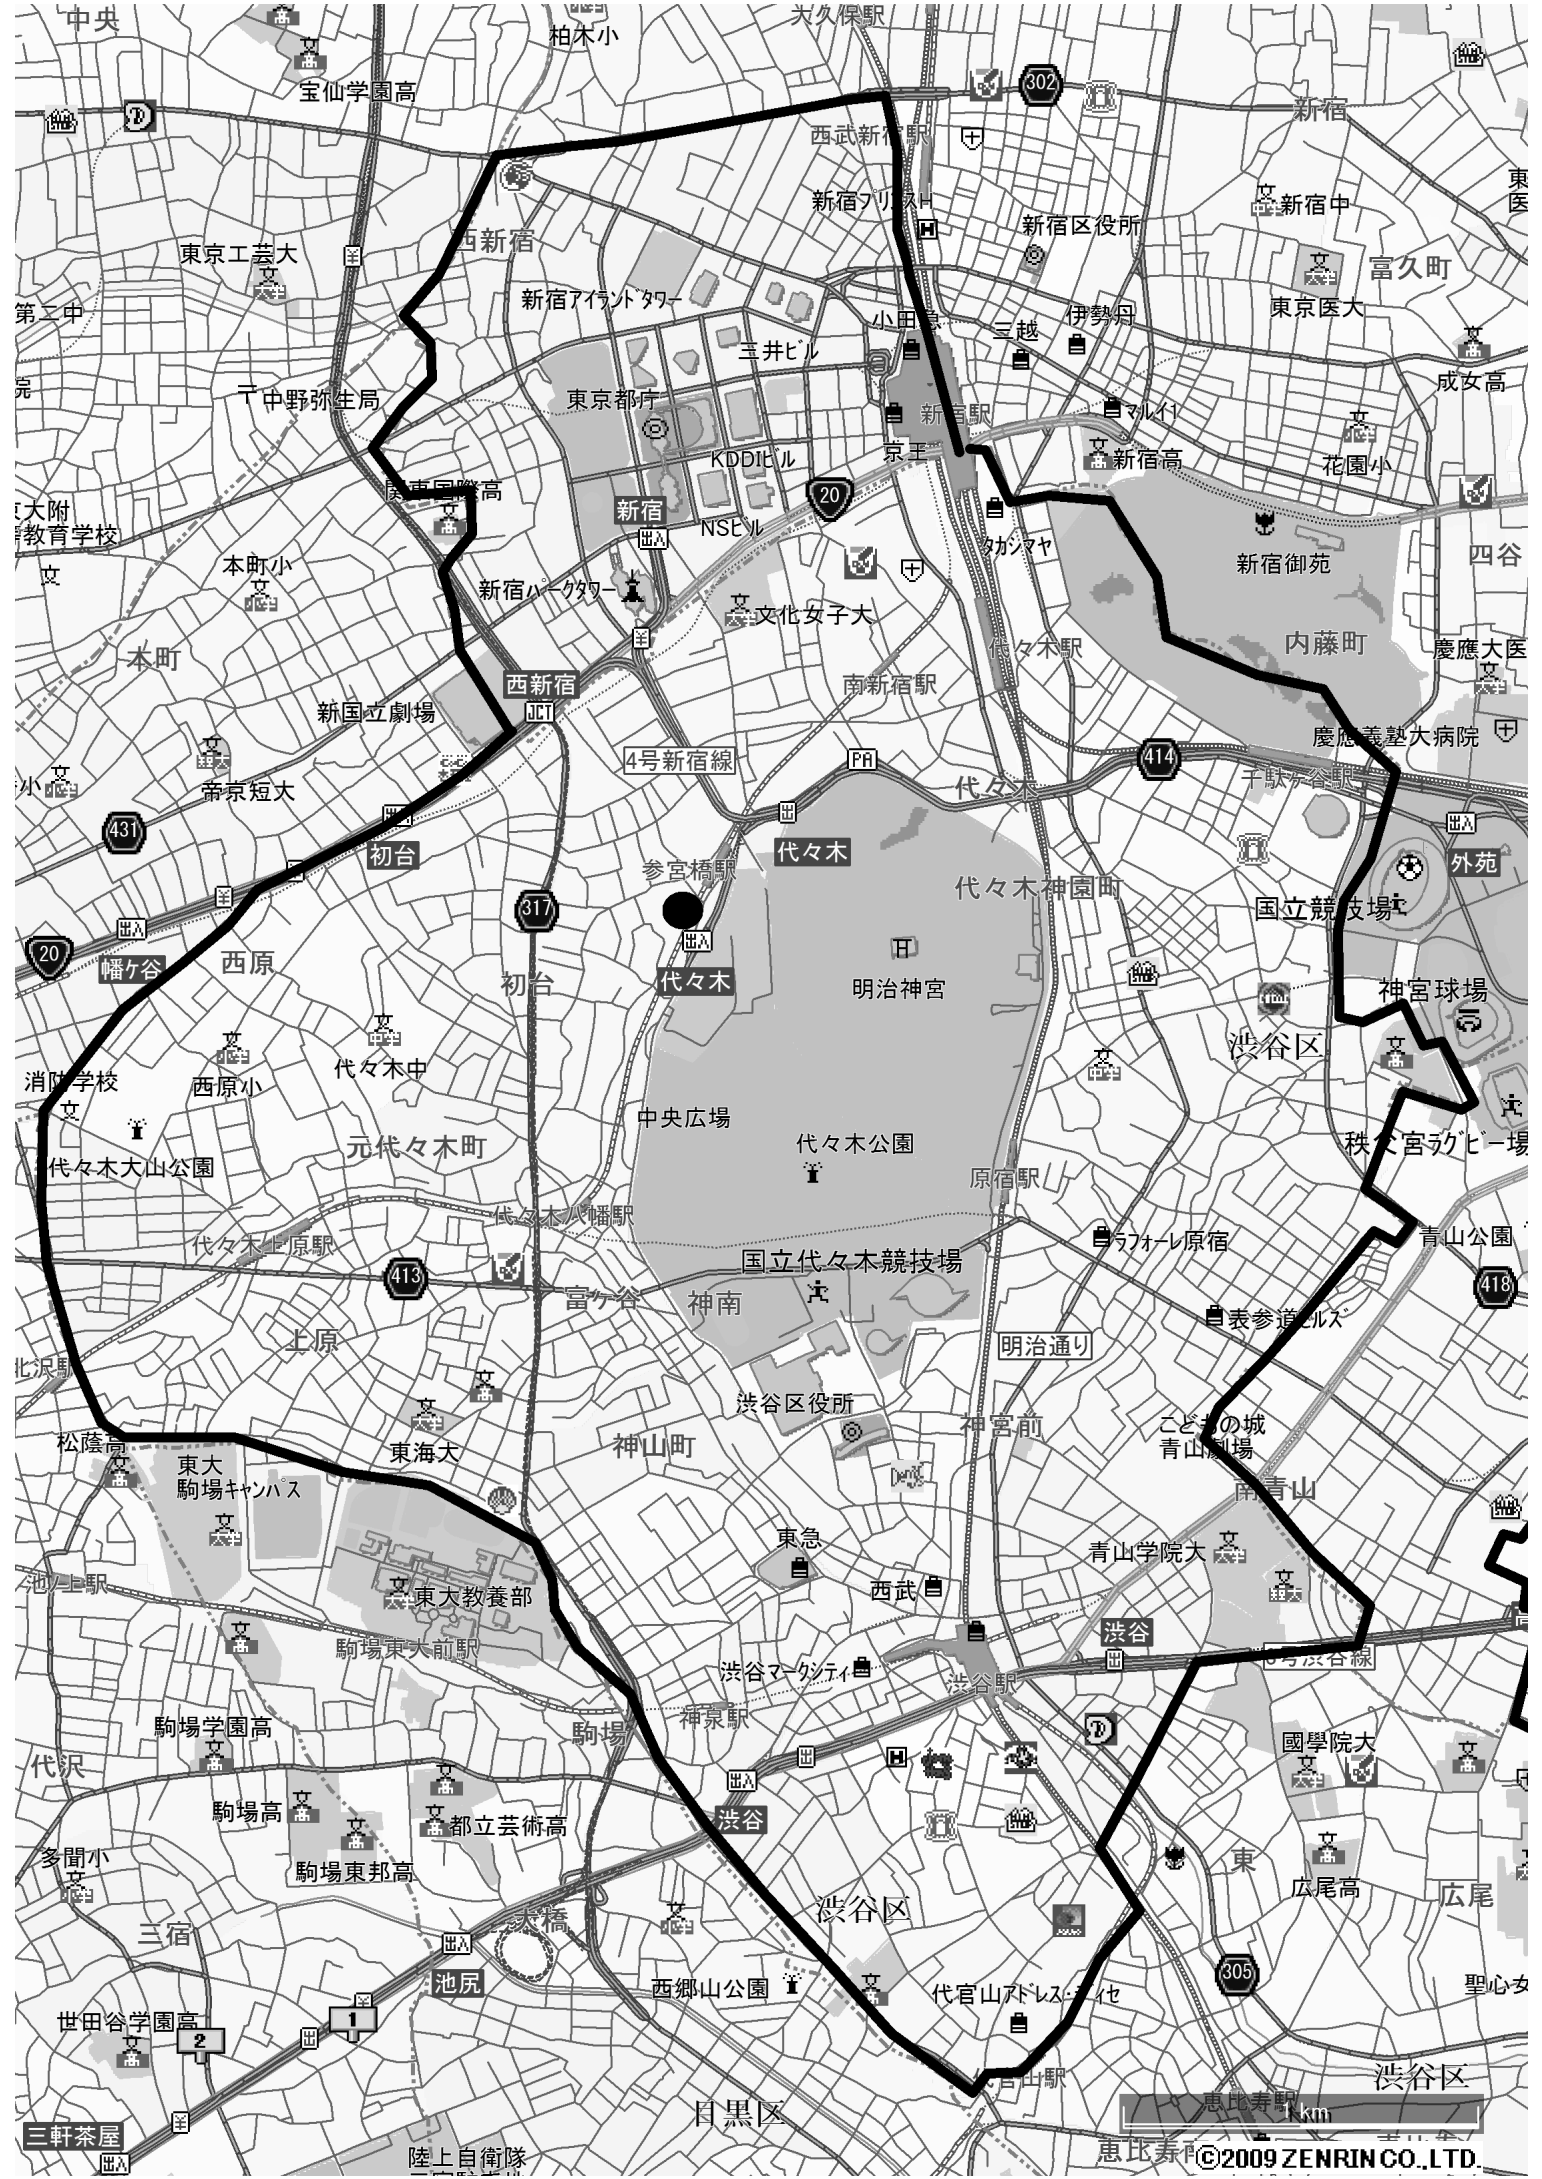 中央
柏木小
大久保駅
宝仙学園高
302
新宿
西武新宿駅
新宿中
新宿区役所
東京工芸大
西新宿
富久町
第二中
新宿アイランドタワー
東京医大
小田急
三越
伊勢丹
三井ビル
成女高
中野弥生局
東京都庁
新宿駅
マルイ1
京王
KDDIビル
新宿高
花園小
関東国際高
20
新宿
出入
NSビル
タカシマヤ
教育学校
新宿御苑
四谷
本町小
新宿パークタワー
文化女子大
本町
代々木駅
内藤町
慶應大医
西新宿
JCT
南新宿駅
新国立劇場
慶應義塾大病院
4号新宿線
PA
414
千駄ヶ谷駅
帝京短大
代々木
431
初台
代々木
外苑
参宮橋駅
代々木神園町
国立競技場
317
20
幡ケ谷
西原
初台
代々木
明治神宮
神宮球場
渋谷区
消防学校
西原小
代々木中
中央広場
元代々木町
代々木公園
秩父宮ラグビー場
代々木大山公園
原宿駅
代々木八幡駅
代々木上原駅
ラフォーレ原宿
青山公園
413
国立代々木競技場
418
富ケ谷
神南
上原
表参道ヒルズ
明治通り
北沢駅
渋谷区役所
松蔭高
東海大
神山町
神宮前
こどもの城
青山劇場
東大
駒場キャンパス
南青山
東急
青山学院大
池ノ上駅
東大教養部
西武
渋谷
駒場東大前駅
渋谷マークシティ
渋谷駅
3号渋谷線
駒場学園高
駒場
神泉駅
國學院大
代沢
駒場高
都立芸術高
渋谷
多聞小
駒場東邦高
東
広尾高
広尾
三宿
大橋
渋谷区
池尻
西郷山公園
305
代官山アドレス・ディセ
聖心女
世田谷学園高
1
2
代官山駅
渋谷区
目黒区
恵比寿駅
1km
三軒茶屋
陸上自衛隊
©2009 ZENRIN CO.,LTD.